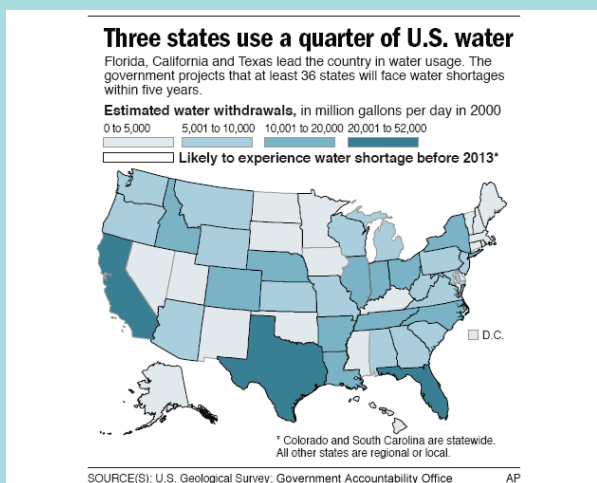 Three states use a quarter of U.S. water
Florida, California and Texas lead the country in water usage. The
government projects that at least 36 states will face water shortages
within five years.
Estimated water withdrawals, in million gallons per day in 2000
0 to 5,000 5,001 to 10,000 10,001 to 20,000 20,001 to 52,000
Likely to experience water shortage before 2013*
D.C.
* Colorado and South Carolina are statewide.
All other states are regional or local.
SOURCE(S): U.S. Geological Survey; Government Accountability Office AP